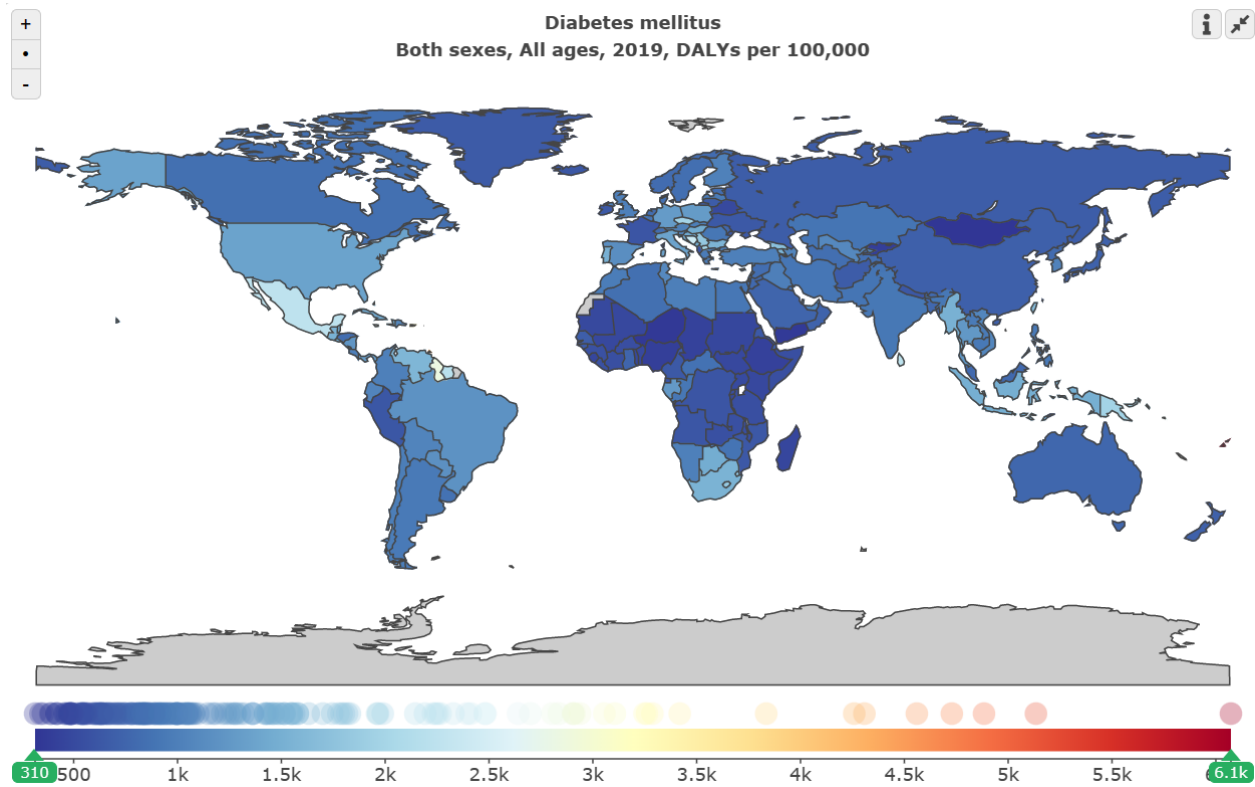 +
Diabetes mellitus
•
Both sexes, All ages, 2019, DALYs per 100,000
-
310 500 1k 1.5k 2k 2.5k 3k 3.5k 4k 4.5k 5k 5.5k 6.1k